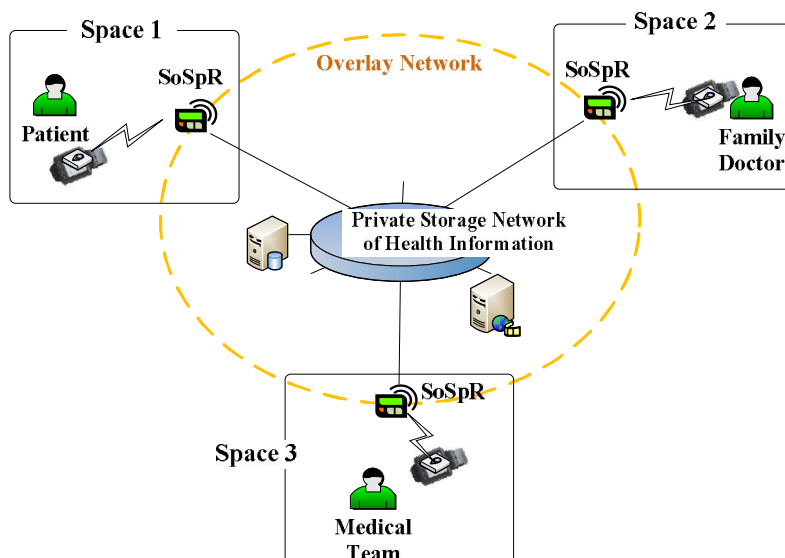 Space 1
Space 2
SoSpR
Overlay Network
SoSpR
Patient
Family
Doctor
Private Storage Network
of Health Information
SoSpR
Space 3
Medical
Team